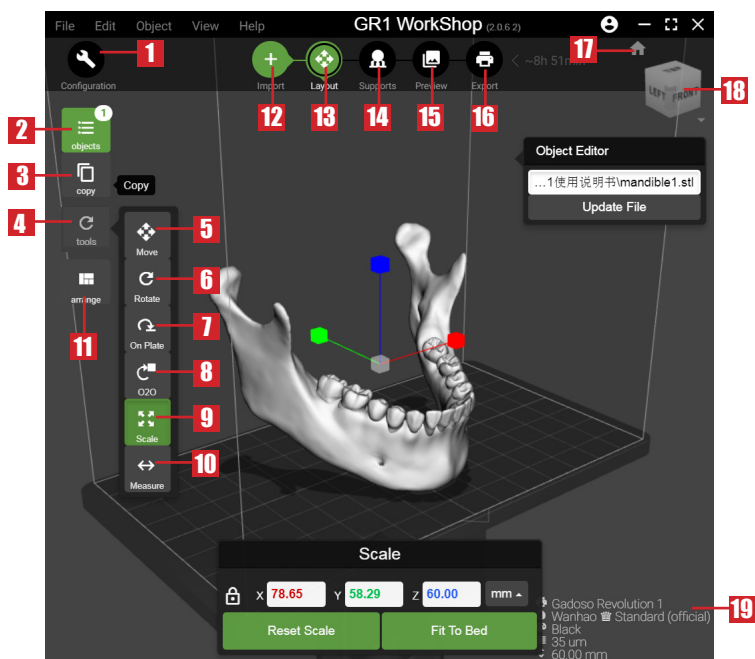 File Edit Object View Help GR1 WorkShop (2.0.6 2)
1 17
12 13 14 15 16
Configuration Import Layout Supports Preview Export < ~8h 51min
18
LEFT FRONT
2 1
objects
3 copy Copy
4 tools
5 Move
6 Rotate
7 On Plate
8 O2O
9 Scale
10 Measure
11 arrange
Object Editor
...1使用说明书\mandible1.stl
Update File
Scale
X 78.65 Y 58.29 Z 60.00 mm
Reset Scale Fit To Bed
19
Gadoso Revolution 1
Wanhao Standard (official)
Black
35 um
60.00 mm